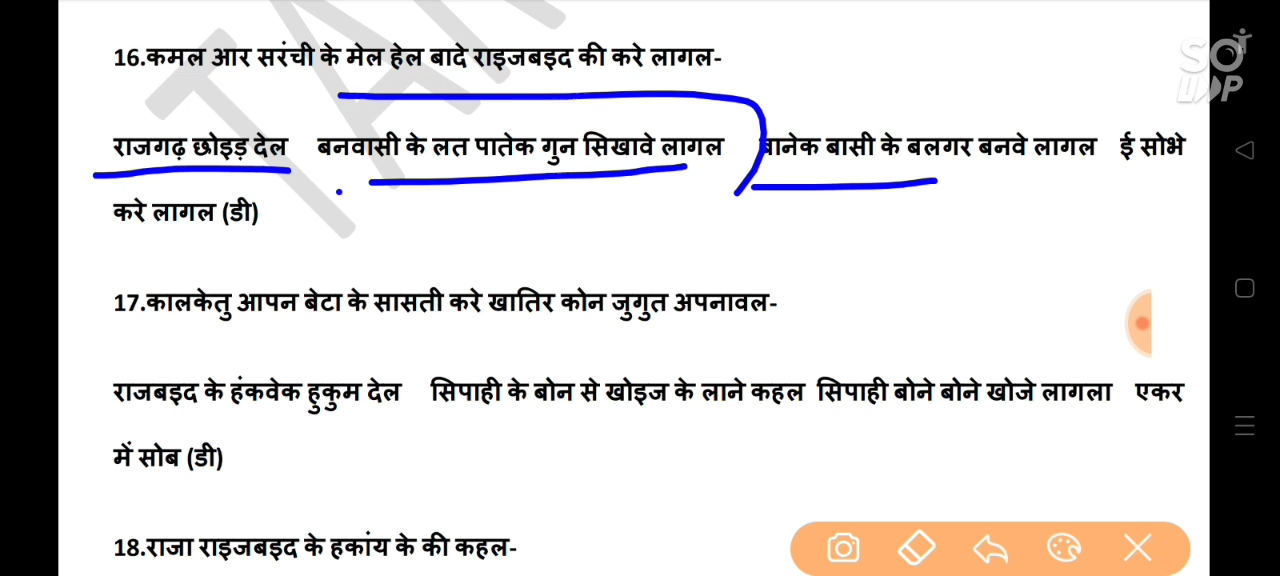 16.कमल आर सरंची के मेल हेल बादे राइजबइद की करे लागल-
राजगढ़ छोइड़ देल बनवासी के लत पातेक गुन सिखावे लागल बासी के बलगर बनवे लागल ई सोभे
करे लागल (डी)
17.कालकेतु आपन बेटा के सासती करे खातिर कोन जुगुत अपनावल-
राजबइद के हंकवेक हुकुम देल सिपाही के बोन से खोइज के लाने कहल सिपाही बोने बोने खोजे लागला एकर
में सोब (डी)
18.राजा राइजबइद के हकांय के की कहल-